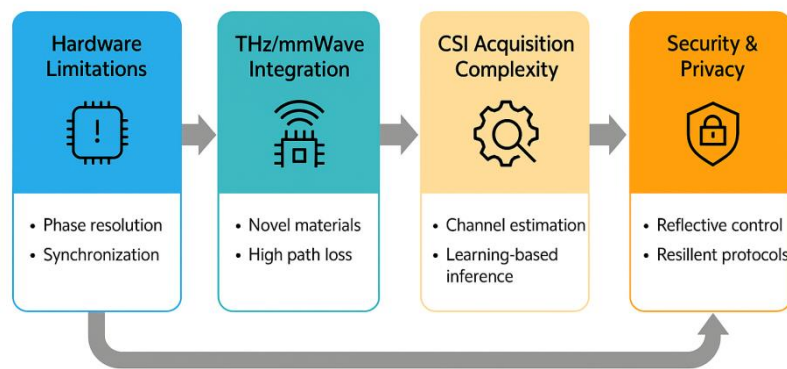 Hardware
Limitations
• Phase resolution
• Synchronization
THz/mmWave
Integration
• Novel materials
• High path loss
CSI Acquisition
Complexity
• Channel estimation
• Learning-based
inference
Security &
Privacy
• Reflective control
• Resillent protocols